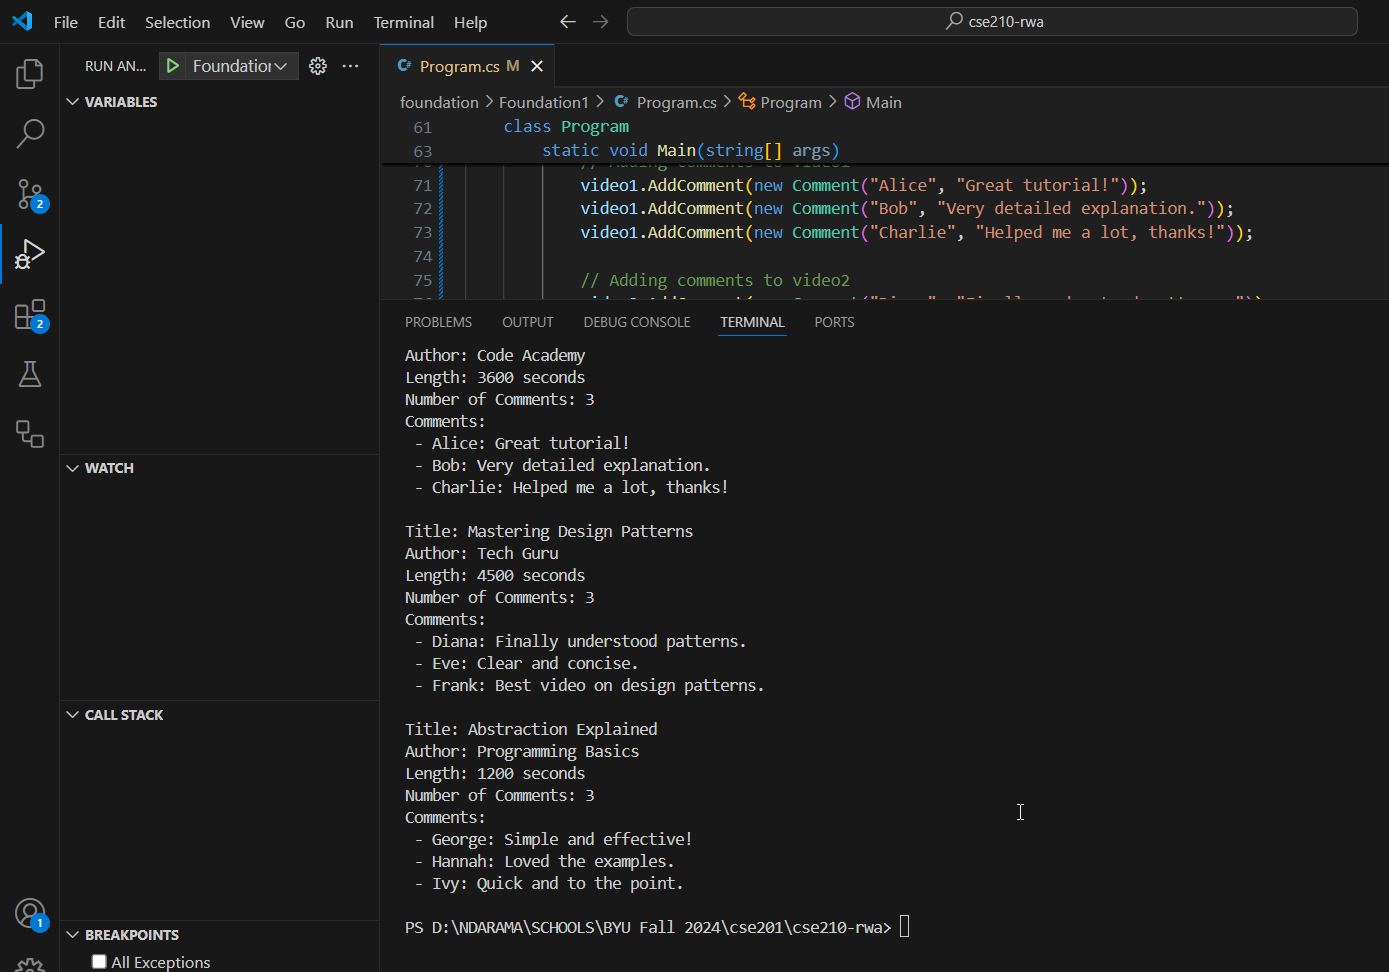 File Edit Selection View Go Run Terminal Help
cse210-rwa
RUN AN... Foundation
VARIABLES
WATCH
CALL STACK
BREAKPOINTS
All Exceptions
2
2
1
Program.cs M
foundation > Foundation1 > Program.cs > Program > Main
61 class Program
63 static void Main(string[] args)
71 video1.AddComment(new Comment("Alice", "Great tutorial!"));
72 video1.AddComment(new Comment("Bob", "Very detailed explanation."));
73 video1.AddComment(new Comment("Charlie", "Helped me a lot, thanks!"));
74
75 // Adding comments to video2
PROBLEMS OUTPUT DEBUG CONSOLE TERMINAL PORTS
Author: Code Academy
Length: 3600 seconds
Number of Comments: 3
Comments:
- Alice: Great tutorial!
- Bob: Very detailed explanation.
- Charlie: Helped me a lot, thanks!
Title: Mastering Design Patterns
Author: Tech Guru
Length: 4500 seconds
Number of Comments: 3
Comments:
- Diana: Finally understood patterns.
- Eve: Clear and concise.
- Frank: Best video on design patterns.
Title: Abstraction Explained
Author: Programming Basics
Length: 1200 seconds
Number of Comments: 3
Comments:
- George: Simple and effective!
- Hannah: Loved the examples.
- Ivy: Quick and to the point.
PS D:\NDARAMA\SCHOOLS\BYU Fall 2024\cse201\cse210-rwa>